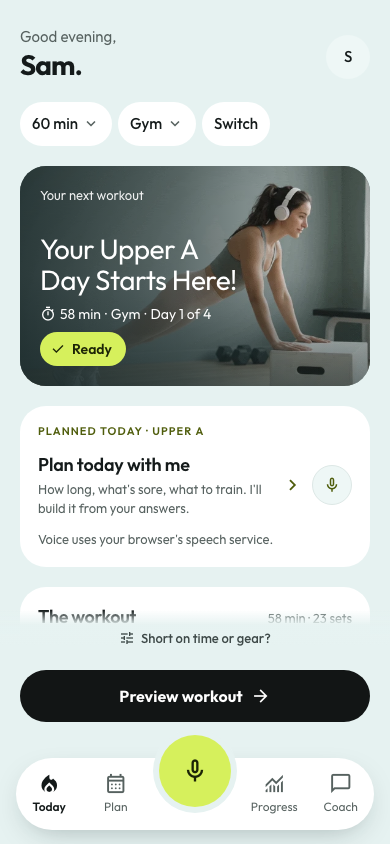 Good evening,
Sam.
S
60 min
Gym
Switch
Your next workout
Your Upper A
Day Starts Here!
58 min · Gym · Day 1 of 4
Ready
PLANNED TODAY · UPPER A
Plan today with me
How long, what's sore, what to train. I'll
build it from your answers.
Voice uses your browser's speech service.
The workout
58 min · 23 sets
Short on time or gear?
Preview workout
Today
Plan
Progress
Coach